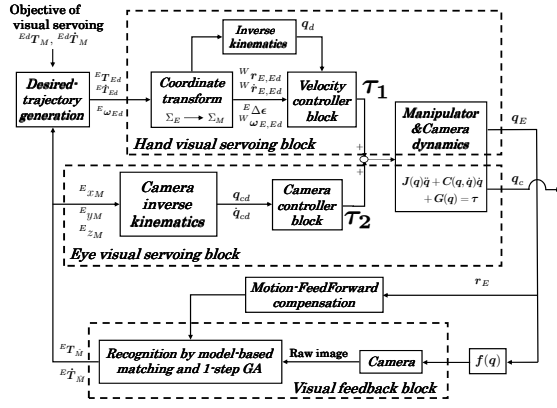 Objective of
visual servoing
ᴱᵈT_M, ᴱᵈṪ_M
Desired-
trajectory
generation
ᴱT_Ed
ᴱṪ_Ed
ᴱω_Ed
Inverse
kinematics
q_d
Coordinate
transform
Σ_E → Σ_M
ᵂr_E,Ed
ᵂṙ_E,Ed
ᴱΔϵ
ᵂω_E,Ed
Velocity
controller
block
τ₁
Hand visual servoing block
+
+
Manipulator
&Camera
dynamics
J(q)q̈ + C(q, q̇)q̇
+ G(q) = τ
q_E
q_c
ᴱx_M
ᴱy_M
ᴱz_M
Camera
inverse
kinematics
q_cd
q̇_cd
Camera
controller
block
τ₂
Eye visual servoing block
Motion-FeedForward
compensation
r_E
ᴱT_M
ᴱṪ_M
Recognition by model-based
matching and 1-step GA
Raw image
Camera
f(q)
Visual feedback block